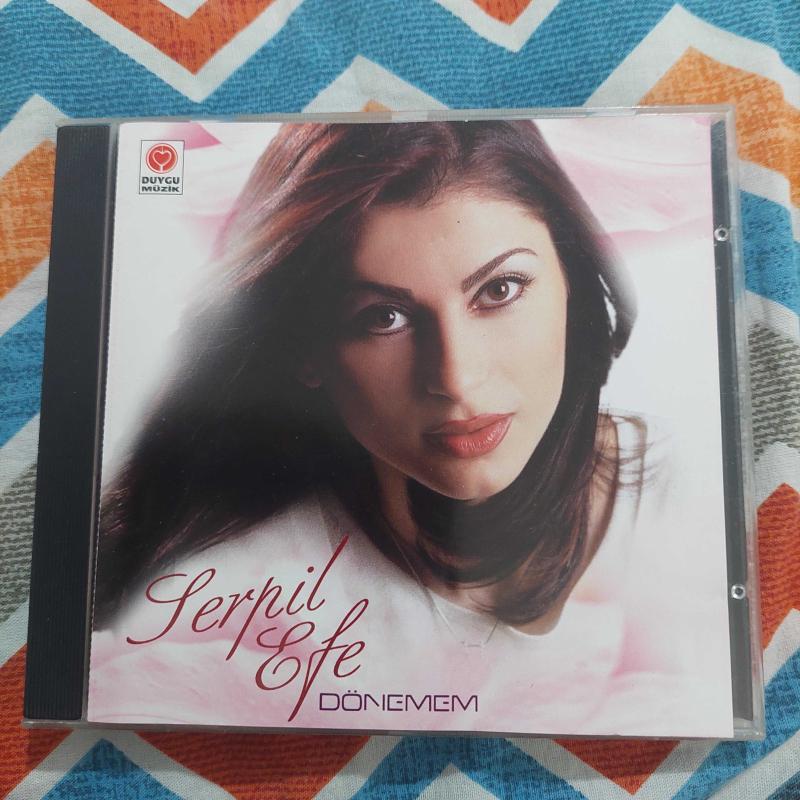 DUYGU
MÜZİK
Serpil
Efe
DÖNEMEM